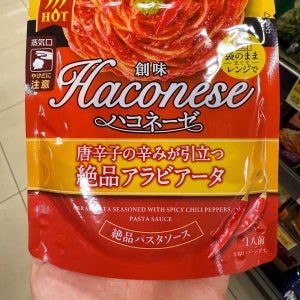 HOT
蒸気口
やけどに
注意
袋のまま
立てて
レンジで
創味
Haconese
ハコネーゼ
唐辛子の辛みが引立つ
絶品アラビアータ
ARRABBIATA SEASONED WITH SPICY CHILI PEPPERS
PASTA SAUCE
絶品パスタソース
1人前